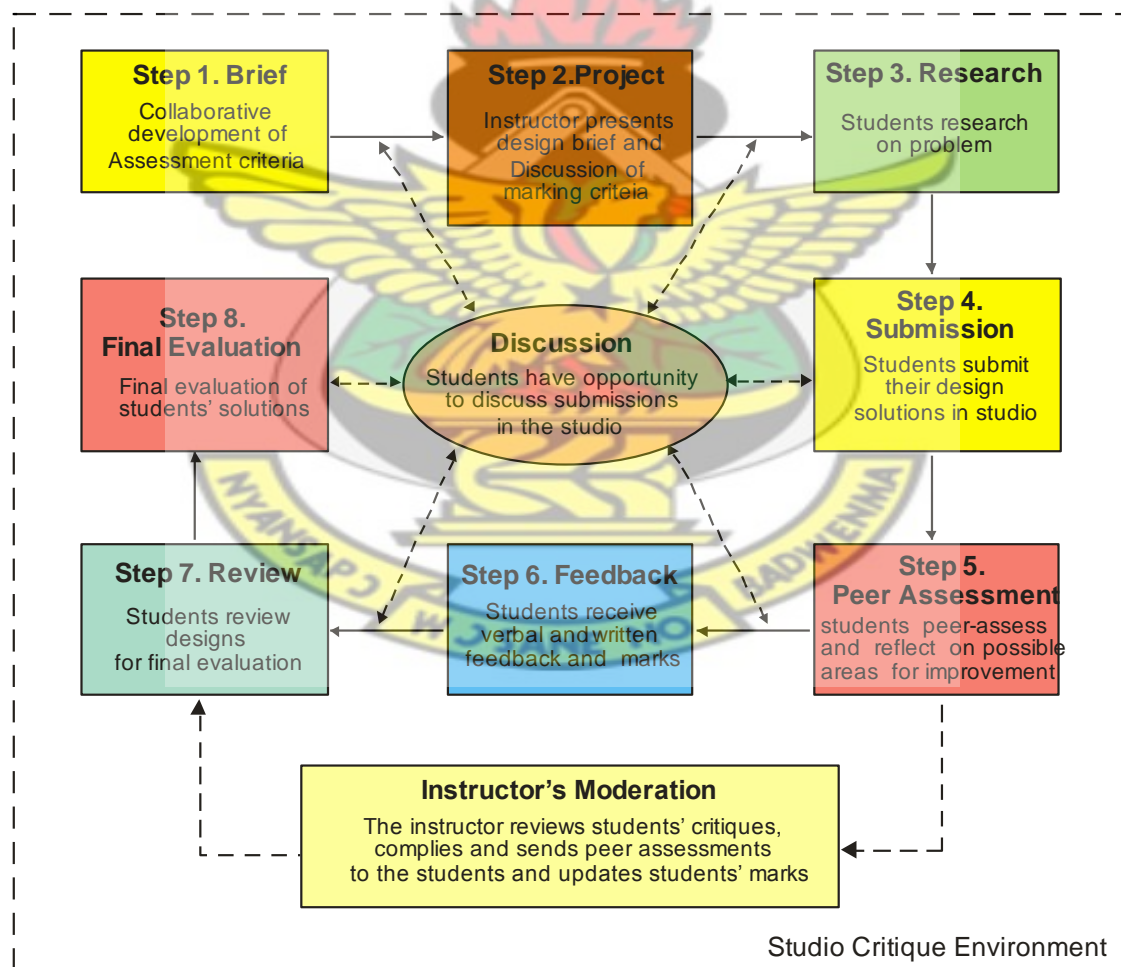 Step 1. Brief
Collaborative
development of
Assessment criteria
Step 2.Project
Instructor presents
design brief and
Discussion of
marking criteia
Step 3. Research
Students research
on problem
Step 4.
Submission
Students submit
their design
solutions in studio
Step 8.
Final Evaluation
Final evaluation of
students’ solutions
Discussion
Students have opportunity
to discuss submissions
in the studio
Step 7. Review
Students review
designs
for final evaluation
Step 6. Feedback
Students receive
verbal and written
feedback and marks
Step 5.
Peer Assessment
students peer-assess
and reflect on possible
areas for improvement
NYANSAPƆ
BADWENMA
Instructor’s Moderation
The instructor reviews students’ critiques,
complies and sends peer assessments
to the students and updates students’ marks
Studio Critique Environment